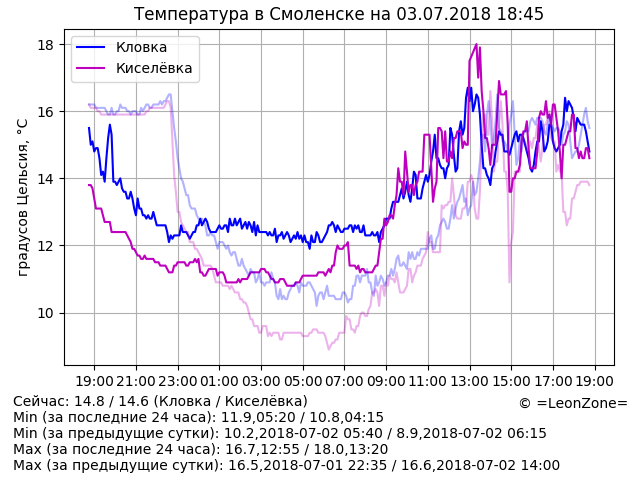 Температура в Смоленске на 03.07.2018 18:45
градусов Цельсия, °C
18
16
14
12
10
Кловка
Киселёвка
19:00 21:00 23:00 01:00 03:00 05:00 07:00 09:00 11:00 13:00 15:00 17:00 19:00
Сейчас: 14.8 / 14.6 (Кловка / Киселёвка)
© =LeonZone=
Min (за последние 24 часа): 11.9,05:20 / 10.8,04:15
Min (за предыдущие сутки): 10.2,2018-07-02 05:40 / 8.9,2018-07-02 06:15
Max (за последние 24 часа): 16.7,12:55 / 18.0,13:20
Max (за предыдущие сутки): 16.5,2018-07-01 22:35 / 16.6,2018-07-02 14:00